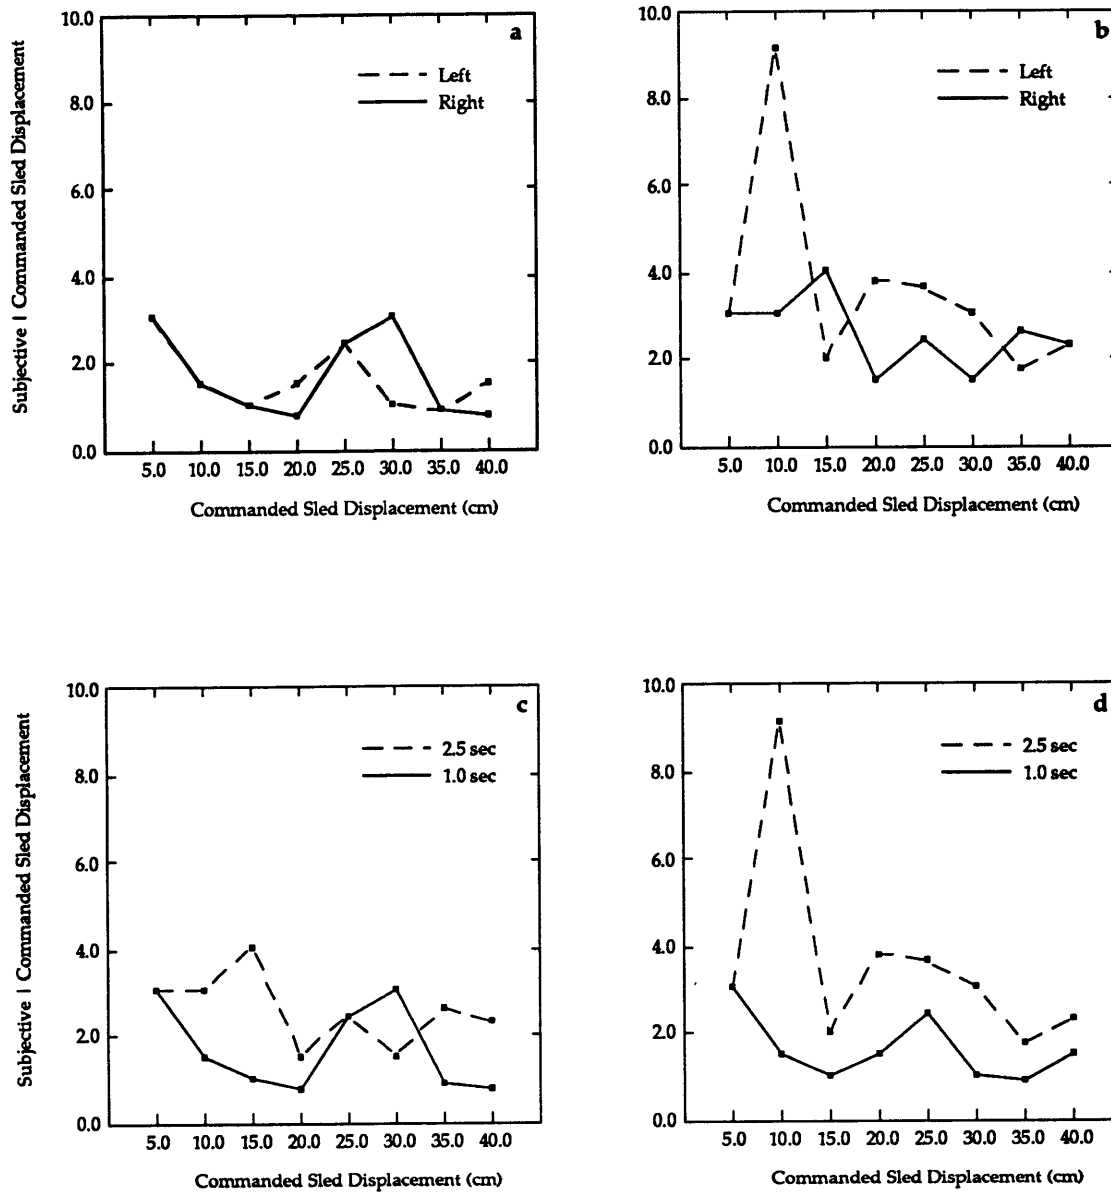 Subjective | Commanded Sled Displacement
10.0
8.0
6.0
4.0
2.0
0.0
a
Left
Right
5.0 10.0 15.0 20.0 25.0 30.0 35.0 40.0
Commanded Sled Displacement (cm)
10.0
8.0
6.0
4.0
2.0
0.0
b
Left
Right
5.0 10.0 15.0 20.0 25.0 30.0 35.0 40.0
Commanded Sled Displacement (cm)
Subjective | Commanded Sled Displacement
10.0
8.0
6.0
4.0
2.0
0.0
c
2.5 sec
1.0 sec
5.0 10.0 15.0 20.0 25.0 30.0 35.0 40.0
Commanded Sled Displacement (cm)
10.0
8.0
6.0
4.0
2.0
0.0
d
2.5 sec
1.0 sec
5.0 10.0 15.0 20.0 25.0 30.0 35.0 40.0
Commanded Sled Displacement (cm)